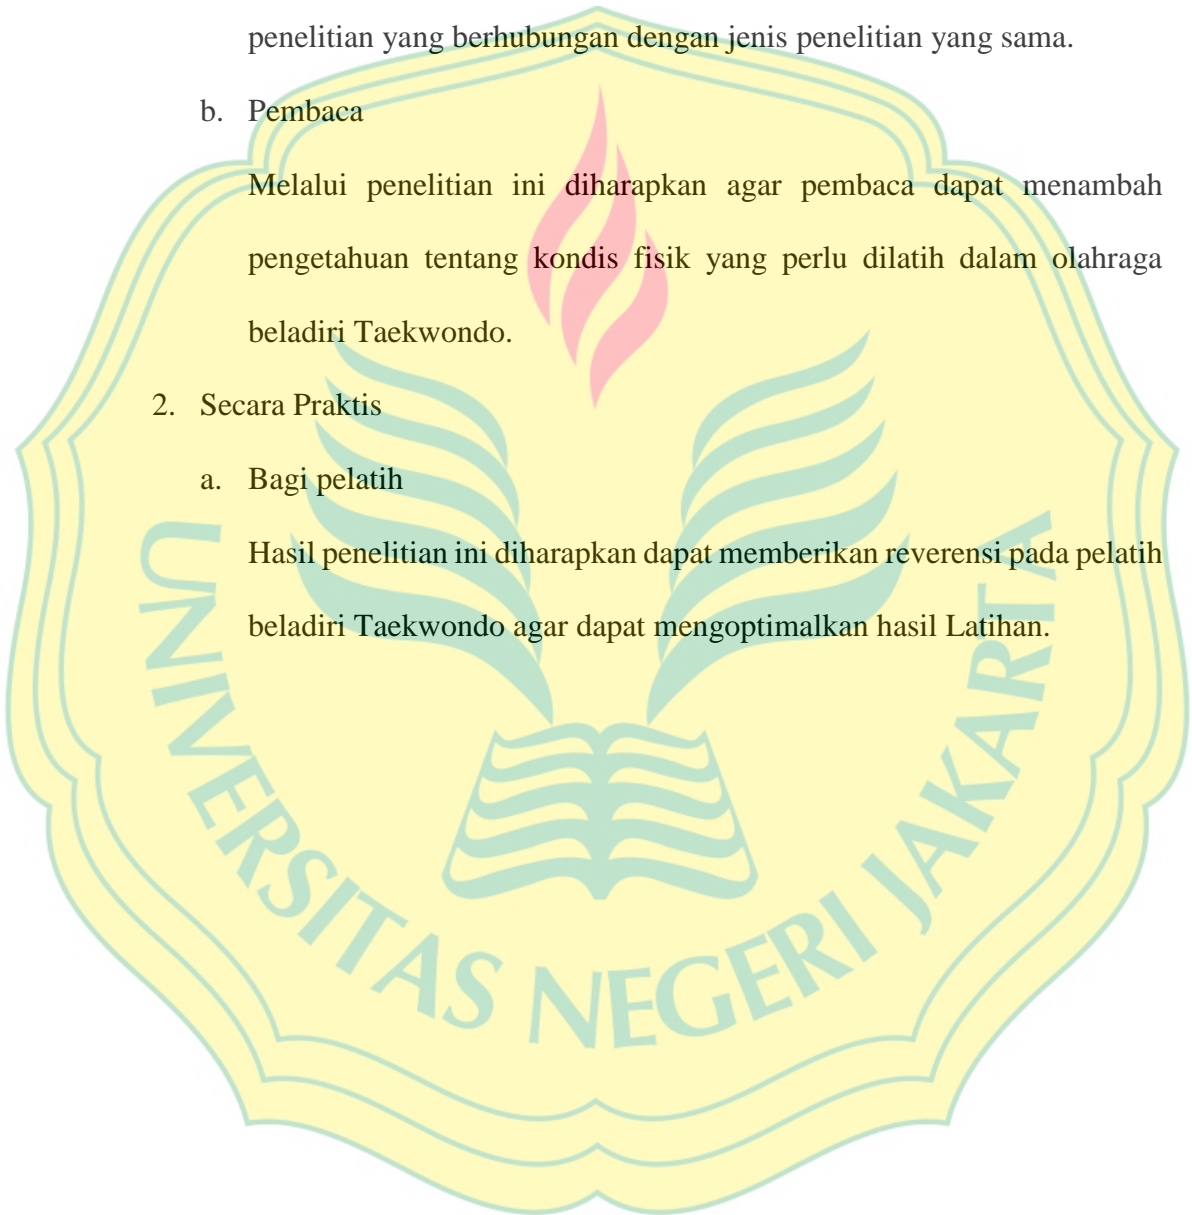 penelitian yang berhubungan dengan jenis penelitian yang sama.
b. Pembaca
Melalui penelitian ini diharapkan agar pembaca dapat menambah
pengetahuan tentang kondis fisik yang perlu dilatih dalam olahraga
beladiri Taekwondo.
2. Secara Praktis
a. Bagi pelatih
Hasil penelitian ini diharapkan dapat memberikan reverensi pada pelatih
beladiri Taekwondo agar dapat mengoptimalkan hasil Latihan.
UNIVERSITAS NEGERI JAKARTA